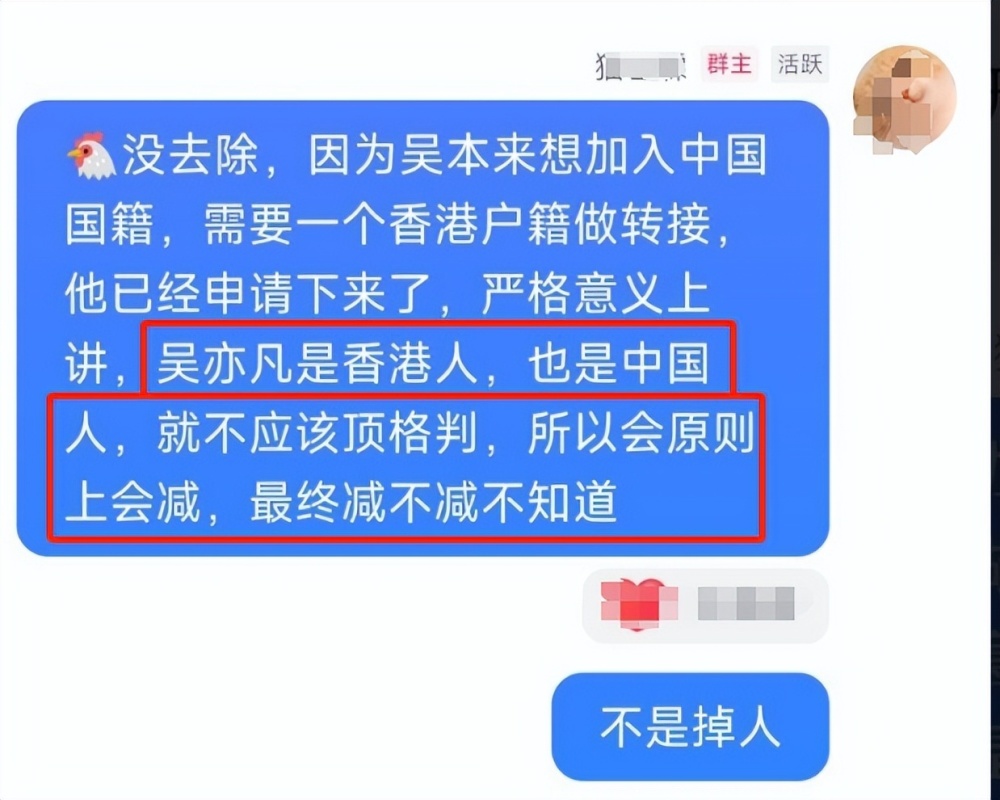 群主 活跃
没去除，因为吴本来想加入中国
国籍，需要一个香港户籍做转接，
他已经申请下来了，严格意义上
讲，吴亦凡是香港人，也是中国
人，就不应该顶格判，所以会原则
上会减，最终减不减不知道
不是掉人